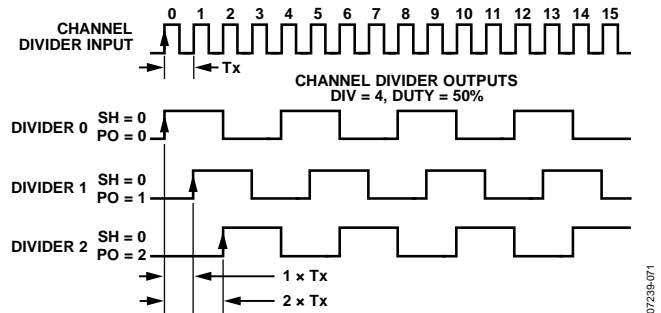 0 1 2 3 4 5 6 7 8 9 10 11 12 13 14 15
CHANNEL
DIVIDER INPUT
Tx
CHANNEL DIVIDER OUTPUTS
DIV = 4, DUTY = 50%
DIVIDER 0 SH = 0
PO = 0
DIVIDER 1 SH = 0
PO = 1
DIVIDER 2 SH = 0
PO = 2
1 × Tx
2 × Tx
07239-071